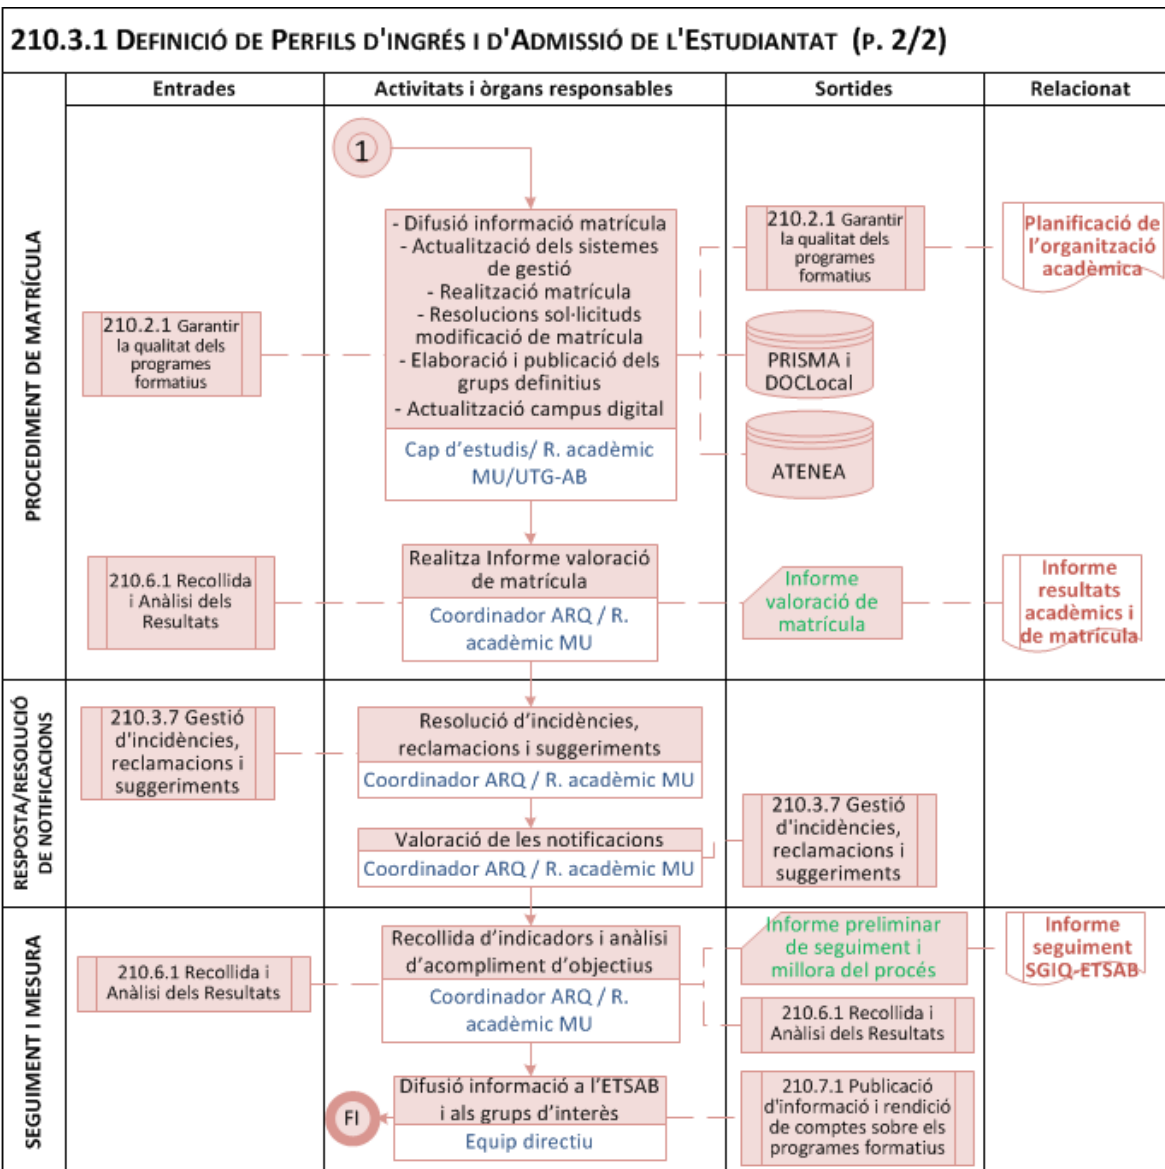 210.3.1 DEFINICIÓ DE PERFILS D'INGRÉS I D'ADMISSIÓ DE L'ESTUDIANTAT (P. 2/2)
Entrades
Activitats i òrgans responsables
Sortides
Relacionat
PROCEDIMENT DE MATRÍCULA
1
- Difusió informació matrícula
- Actualització dels sistemes
de gestió
- Realització matrícula
- Resolucions sol·licituds
modificació de matrícula
- Elaboració i publicació dels
grups definitius
- Actualització campus digital
Cap d'estudis/ R. acadèmic
MU/UTG-AB
210.2.1 Garantir
la qualitat dels
programes
formatius
210.2.1 Garantir
la qualitat dels
programes
formatius
PRISMA i
DOCLocal
ATENEA
Planificació de
l'organització
acadèmica
210.6.1 Recollida
i Anàlisi dels
Resultats
Realitza Informe valoració
de matrícula
Coordinador ARQ / R.
acadèmic MU
Informe
valoració de
matrícula
Informe
resultats
acadèmics i
de matrícula
RESPOSTA/RESOLUCIÓ
DE NOTIFICACIONS
210.3.7 Gestió
d'incidències,
reclamacions i
suggeriments
Resolució d'incidències,
reclamacions i suggeriments
Coordinador ARQ / R. acadèmic MU
Valoració de les notificacions
Coordinador ARQ / R. acadèmic MU
210.3.7 Gestió
d'incidències,
reclamacions i
suggeriments
SEGUIMENT I MESURA
210.6.1 Recollida i
Anàlisi dels Resultats
Recollida d'indicadors i anàlisi
d'acompliment d'objectius
Coordinador ARQ / R.
acadèmic MU
Informe preliminar
de seguiment i
millora del procés
Informe
seguiment
SGIQ-ETSAB
210.6.1 Recollida i
Anàlisi dels Resultats
FI
Difusió informació a l'ETSAB
i als grups d'interès
Equip directiu
210.7.1 Publicació
d'informació i rendició
de comptes sobre els
programes formatius